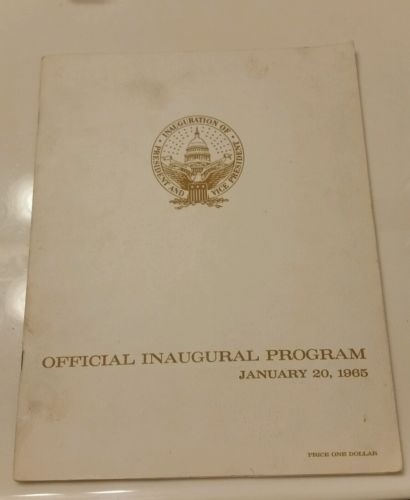 INAUGURATION OF
PRESIDENT AND
VICE PRESIDENT
OFFICIAL INAUGURAL PROGRAM
JANUARY 20, 1965
PRICE ONE DOLLAR